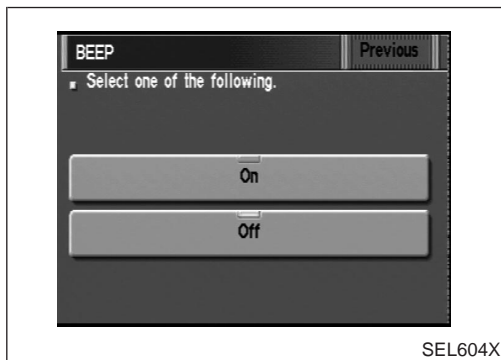 BEEP
Previous
Select one of the following.
On
Off
SEL604X